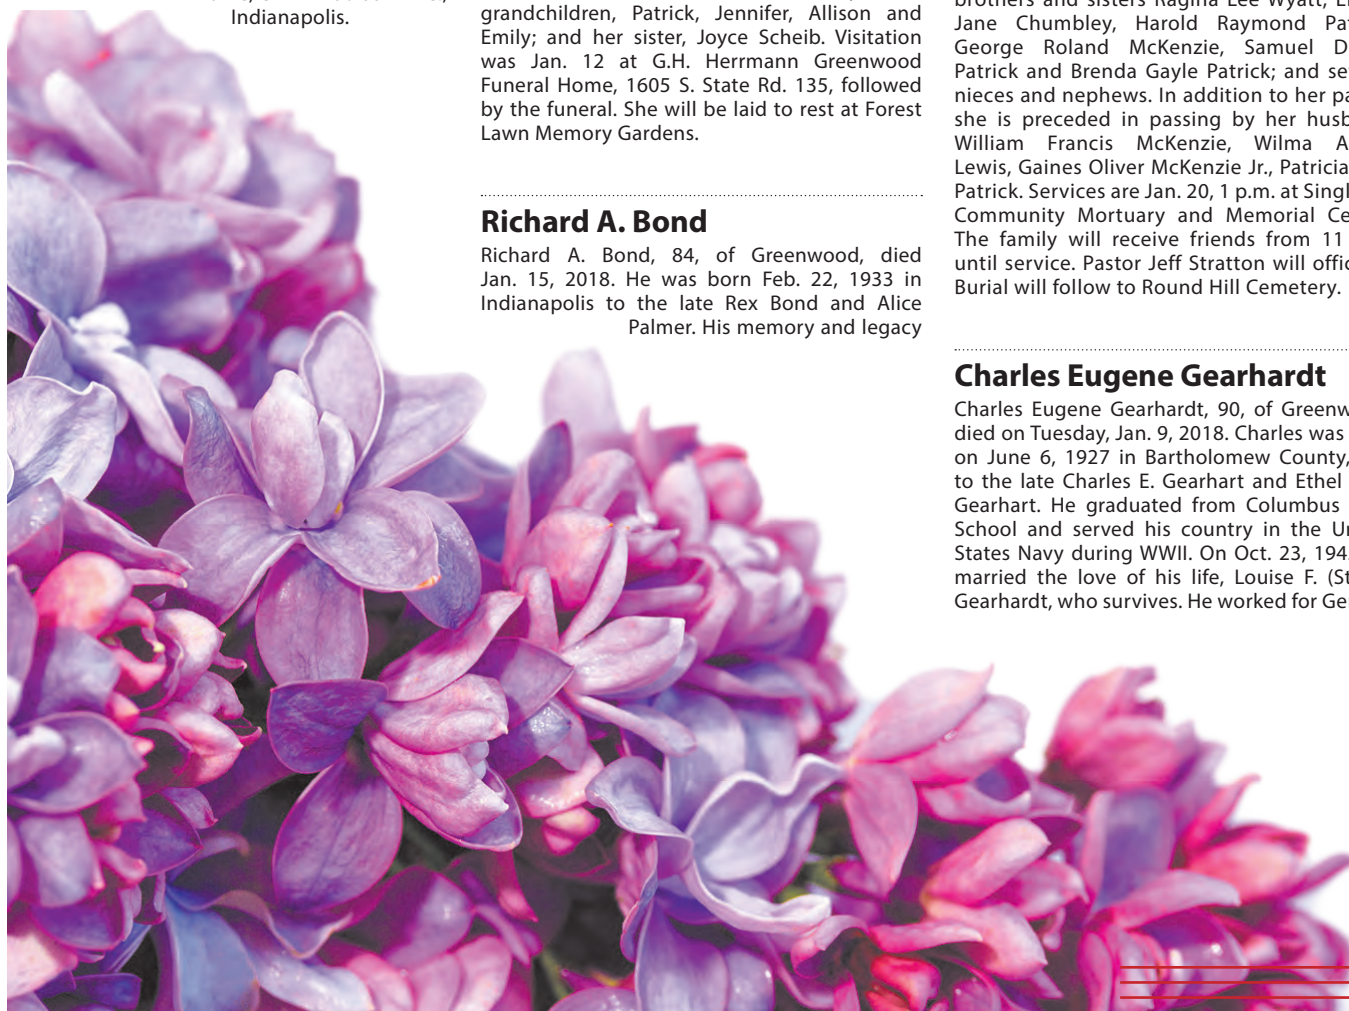 Indianapolis.
grandchildren, Patrick, Jennifer, Allison and
Emily; and her sister, Joyce Scheib. Visitation
was Jan. 12 at G.H. Herrmann Greenwood
Funeral Home, 1605 S. State Rd. 135, followed
by the funeral. She will be laid to rest at Forest
Lawn Memory Gardens.
Richard A. Bond
Richard A. Bond, 84, of Greenwood, died
Jan. 15, 2018. He was born Feb. 22, 1933 in
Indianapolis to the late Rex Bond and Alice
Palmer. His memory and legacy
brothers and sisters Ragina Lee Wyatt,
Jane Chumbley, Harold Raymond
George Roland McKenzie, Samuel
Patrick and Brenda Gayle Patrick; and
nieces and nephews. In addition to her
she is preceded in passing by her
William Francis McKenzie, Wilma
Lewis, Gaines Oliver McKenzie Jr., Patricia
Patrick. Services are Jan. 20, 1 p.m. at
Community Mortuary and Memorial
The family will receive friends from 11
until service. Pastor Jeff Stratton will
Burial will follow to Round Hill Cemetery.
Charles Eugene Gearhardt
Charles Eugene Gearhardt, 90, of
died on Tuesday, Jan. 9, 2018. Charles was
on June 6, 1927 in Bartholomew County,
to the late Charles E. Gearhart and Ethel
Gearhart. He graduated from Columbus
School and served his country in the
States Navy during WWII. On Oct. 23,
married the love of his life, Louise F.
Gearhardt, who survives. He worked for